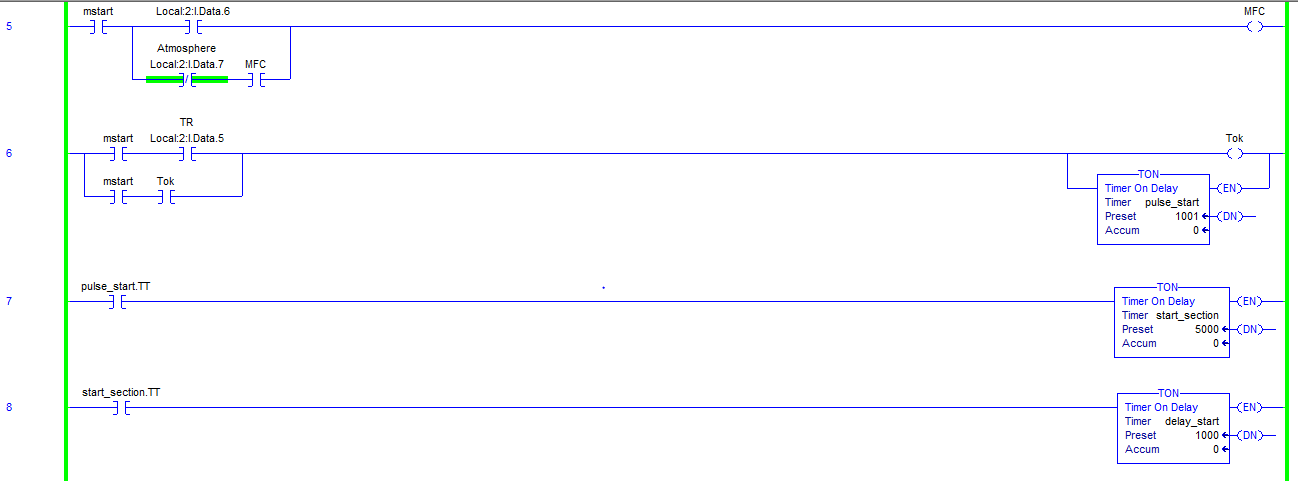 mstart Local:2:I.Data.6 MFC
5
Atmosphere
Local:2:I.Data.7 MFC
TR
mstart Local:2:I.Data.5 Tok
6
mstart Tok
TON
Timer On Delay (EN)
Timer pulse_start
Preset 1001 (DN)
Accum 0
pulse_start.TT
7
TON
Timer On Delay (EN)
Timer start_section
Preset 5000 (DN)
Accum 0
start_section.TT
8
TON
Timer On Delay (EN)
Timer delay_start
Preset 1000 (DN)
Accum 0